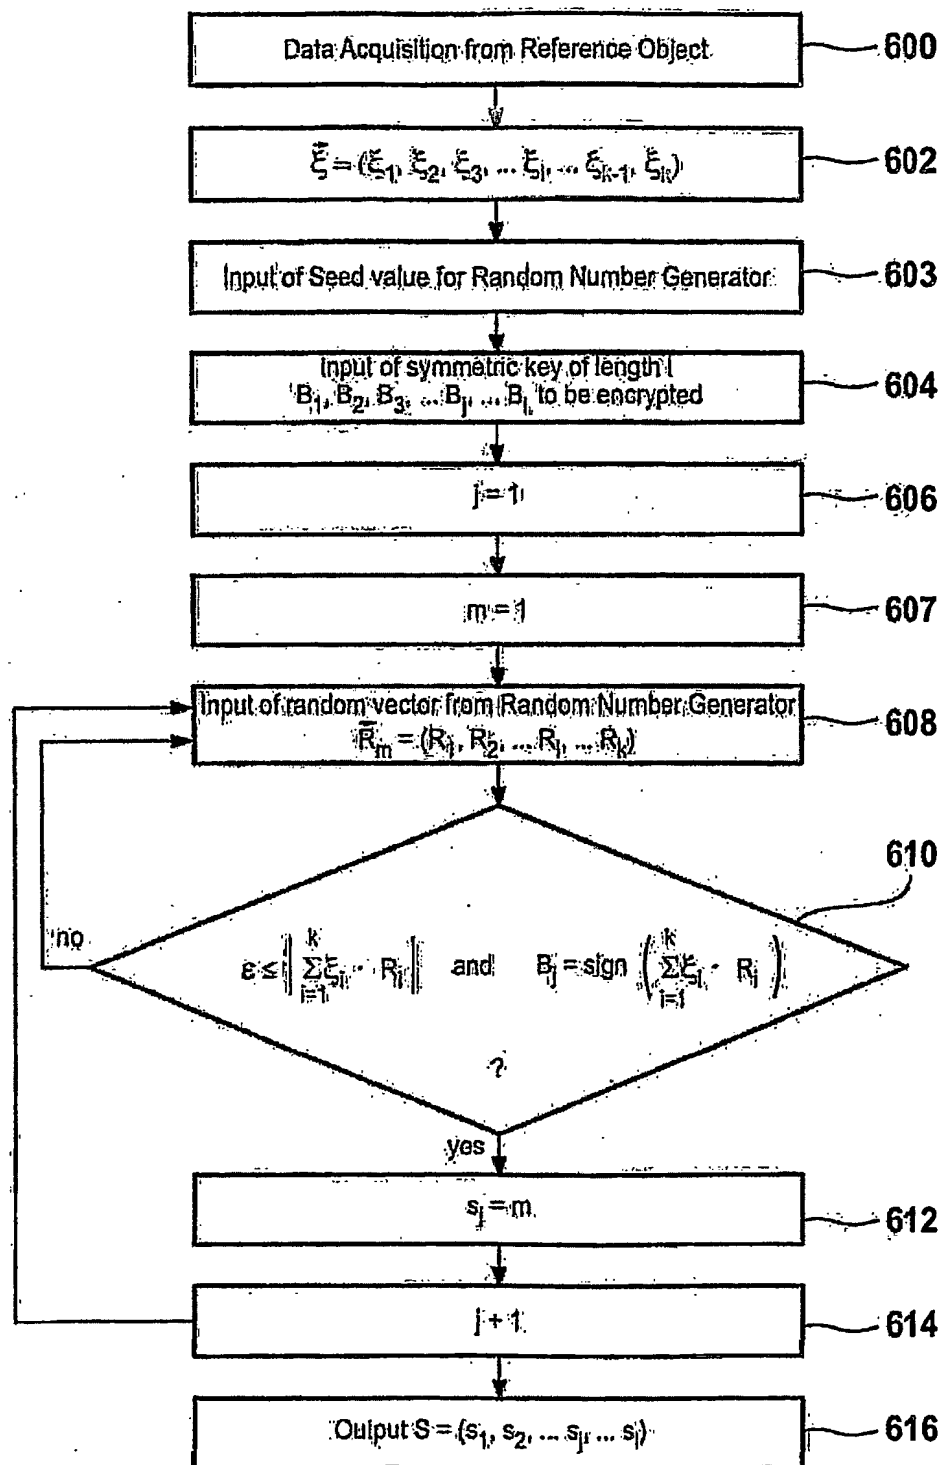 Data Acquisition from Reference Object
600
ξ⃗ = (ξ₁, ξ₂, ξ₃, ... ξᵢ, ... ξₖ₋₁, ξₖ)
602
Input of Seed value for Random Number Generator
603
Input of symmetric key of length l
B₁, B₂, B₃, ... Bⱼ, ... Bₗ, to be encrypted
604
j = 1
606
m = 1
607
Input of random vector from Random Number Generator
R⃗ₘ = (R₁, R₂, ... Rᵢ, ... Rₖ)
608
610
no
ε ≤ ‖ ∑ᵢ₌₁ᵏ ξᵢ · Rᵢ ‖ and Bⱼ = sign ( ∑ᵢ₌₁ᵏ ξᵢ · Rᵢ )
?
yes
sⱼ = m
612
j + 1
614
Output S = (s₁, s₂, ... sⱼ, ... sₗ)
616